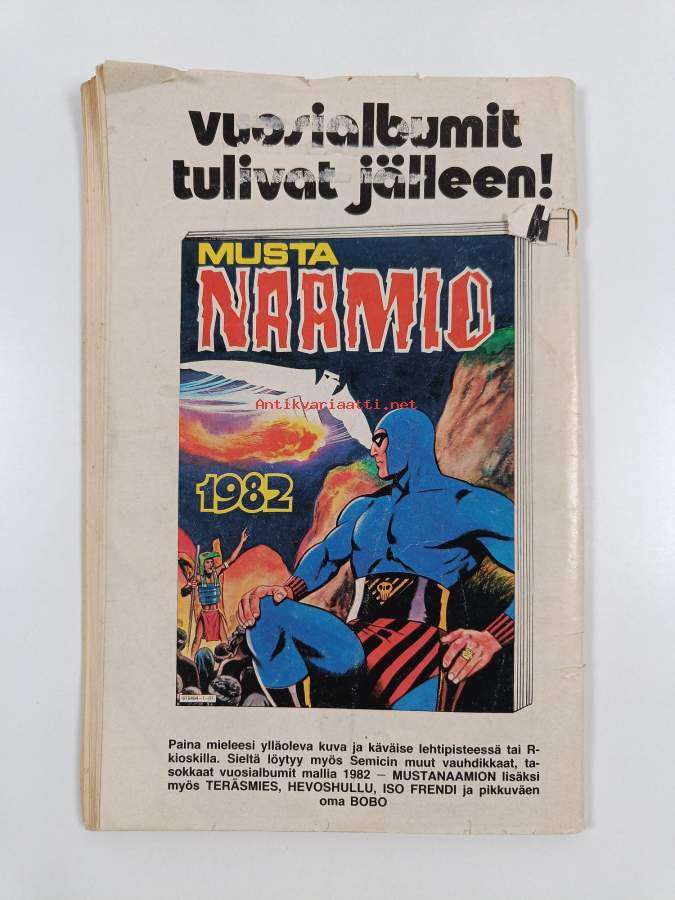 vuosialbumit
tulivat jälleen!
MUSTA
NAAMIO
Antikvariaatti.net
1982
Paina mieleesi ylläoleva kuva ja käväise lehtipisteessä tai R-
kioskilla. Sieltä löytyy myös Semicin muut vauhdikkaat, ta-
sokkaat vuosialbumit mallia 1982 – MUSTANAAMION lisäksi
myös TERÄSMIES, HEVOSHULLU, ISO FRENDI ja pikkuväen
oma BOBO